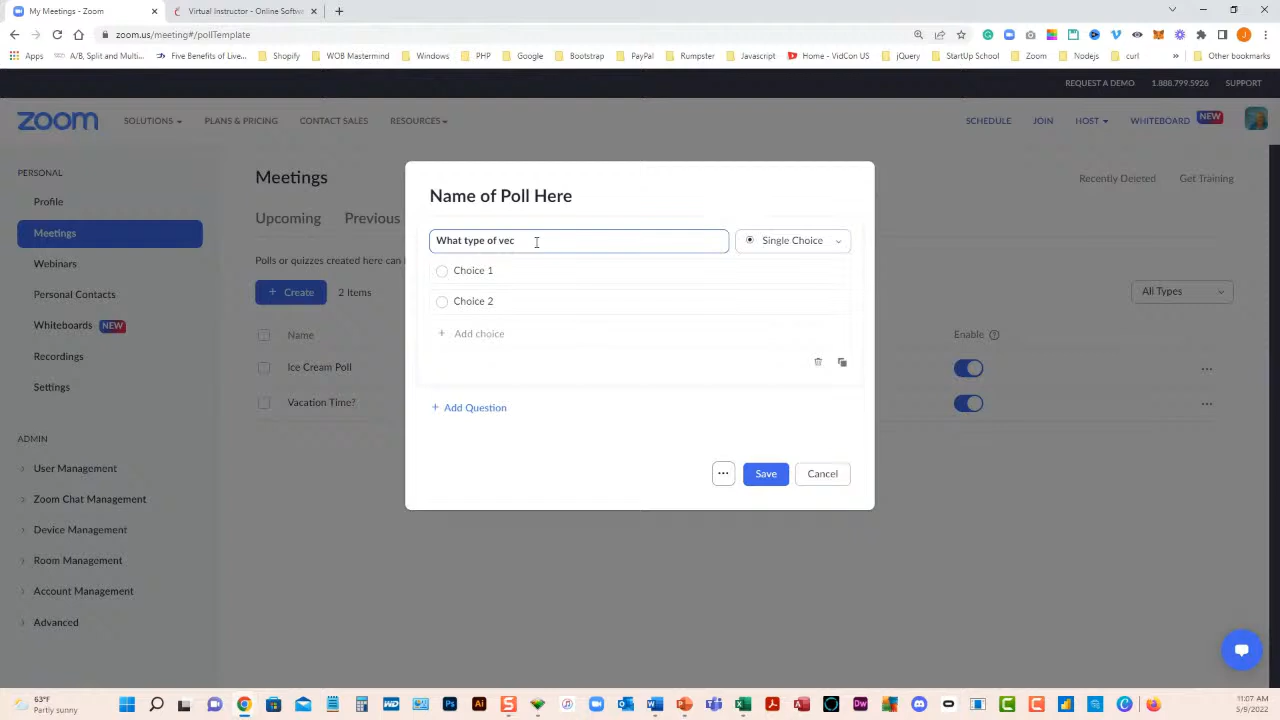 My Meetings - Zoom
Virtual Instructor - Online Softwa
zoom.us/meeting#/pollTemplate
Apps
A/B, Split and Multi...
Five Benefits of Live...
Shopify
WOB Mastermind
Windows
PHP
Google
Bootstrap
PayPal
Rumpster
Javascript
Home - VidCon US
jQuery
StartUp School
Zoom
Nodejs
curl
»
Other bookmarks
REQUEST A DEMO
1.888.799.5926
SUPPORT
zoom
SOLUTIONS
PLANS & PRICING
CONTACT SALES
RESOURCES
SCHEDULE
JOIN
HOST
WHITEBOARD
NEW
PERSONAL
Profile
Meetings
Webinars
Personal Contacts
Whiteboards NEW
Recordings
Settings
ADMIN
User Management
Zoom Chat Management
Device Management
Room Management
Account Management
Advanced
Meetings
Recently Deleted
Get Training
Upcoming
Previous
Polls or quizzes created here can
+ Create
2 Items
All Types
Name
Enable
Ice Cream Poll
Vacation Time?
Name of Poll Here
What type of vec
Single Choice
Choice 1
Choice 2
+ Add choice
+ Add Question
Save
Cancel
63°F
Partly sunny
11:07 AM
5/9/2022